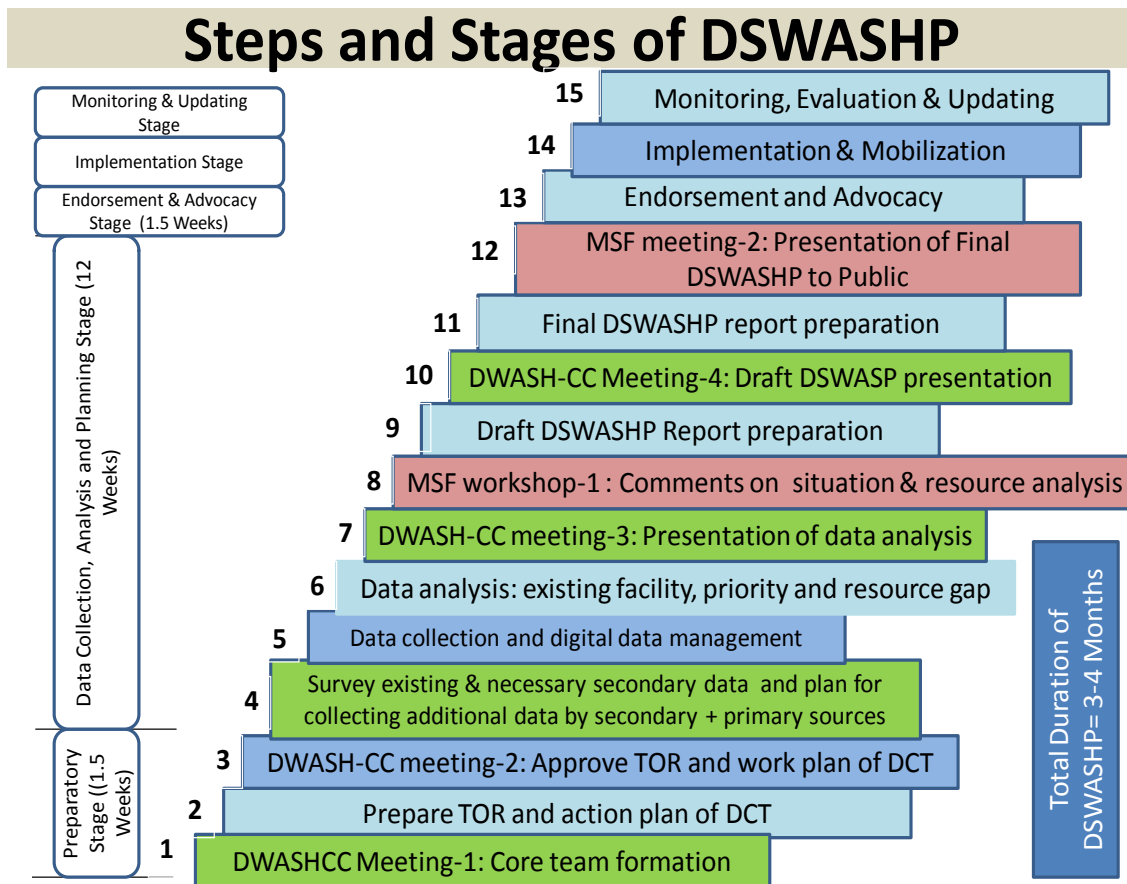 Steps and Stages of DSWASHP
Monitoring & Updating
Stage
Implementation Stage
Endorsement & Advocacy
Stage (1.5 Weeks)
Data Collection, Analysis and Planning Stage (12
Weeks)
Preparatory
Stage (1.5
Weeks)
15
Monitoring, Evaluation & Updating
14
Implementation & Mobilization
13
Endorsement and Advocacy
12
MSF meeting-2: Presentation of Final
DSWASHP to Public
11
Final DSWASHP report preparation
10
DWASH-CC Meeting-4: Draft DSWASP presentation
9
Draft DSWASHP Report preparation
8
MSF workshop-1 : Comments on situation & resource analysis
7
DWASH-CC meeting-3: Presentation of data analysis
6
Data analysis: existing facility, priority and resource gap
5
Data collection and digital data management
4
Survey existing & necessary secondary data and plan for
collecting additional data by secondary + primary sources
3
DWASH-CC meeting-2: Approve TOR and work plan of DCT
2
Prepare TOR and action plan of DCT
1
DWASHCC Meeting-1: Core team formation
Total Duration of
DSWASHP= 3-4 Months